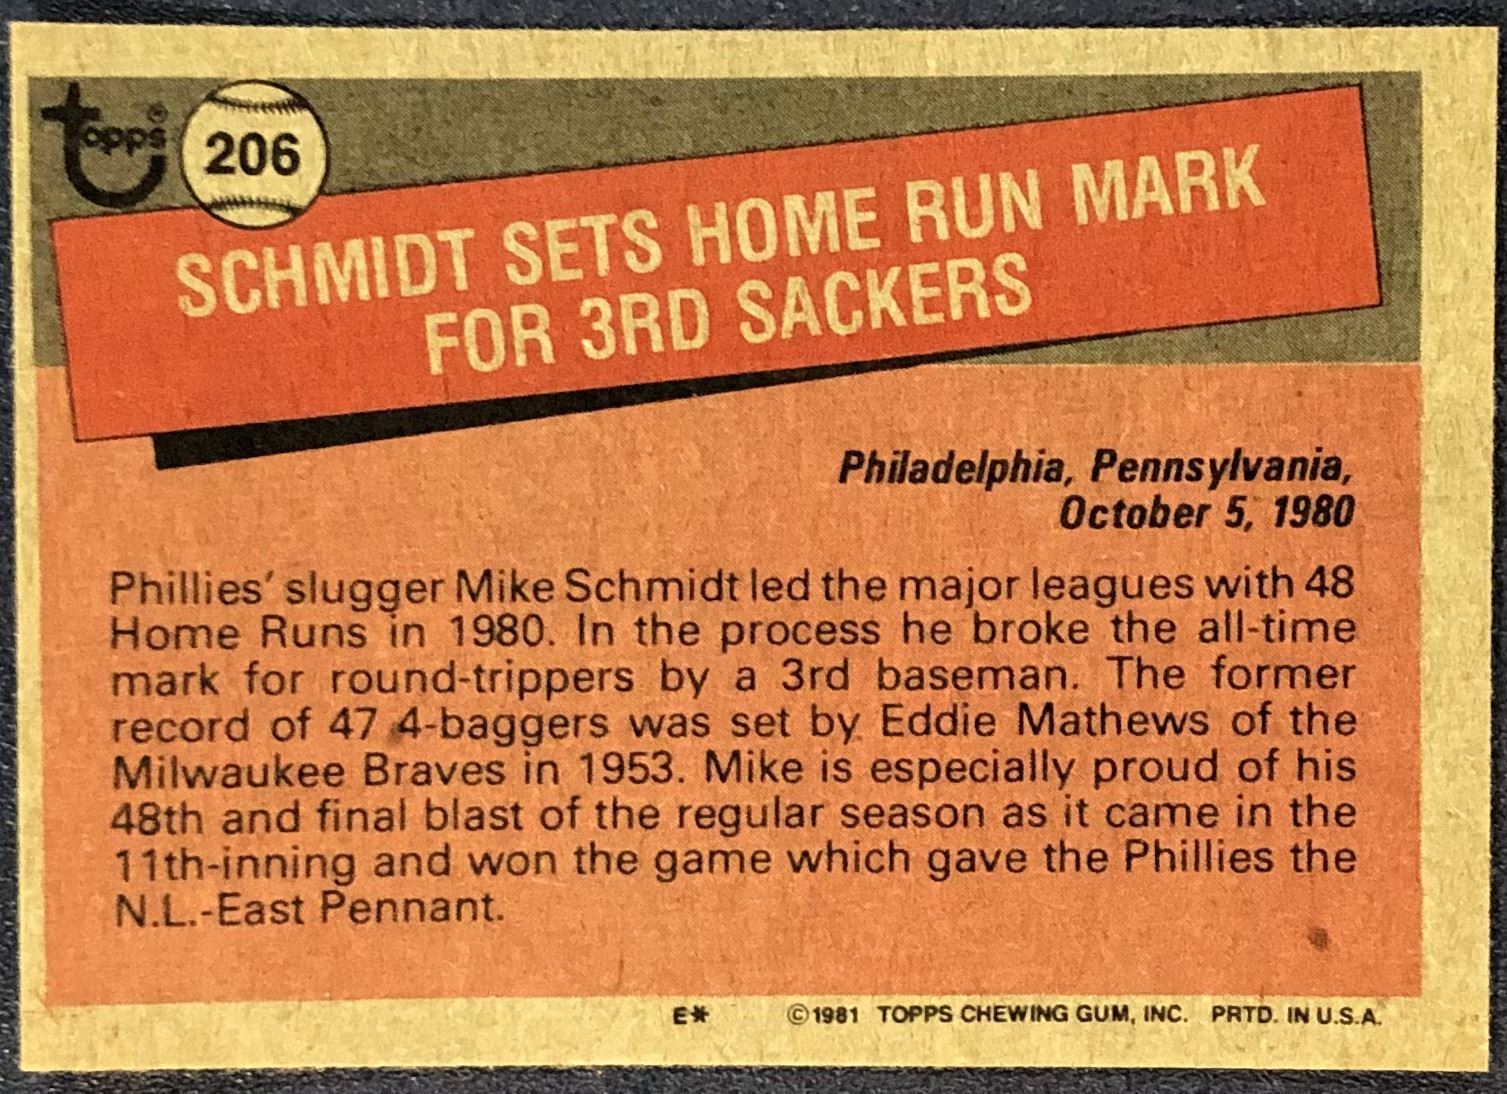 Topps®
206
SCHMIDT SETS HOME RUN MARK
FOR 3RD SACKERS
Philadelphia, Pennsylvania,
October 5, 1980
Phillies' slugger Mike Schmidt led the major leagues with 48
Home Runs in 1980. In the process he broke the all-time
mark for round-trippers by a 3rd baseman. The former
record of 47 4-baggers was set by Eddie Mathews of the
Milwaukee Braves in 1953. Mike is especially proud of his
48th and final blast of the regular season as it came in the
11th-inning and won the game which gave the Phillies the
N.L.-East Pennant.
E* ©1981 TOPPS CHEWING GUM, INC. PRTD. IN U.S.A.